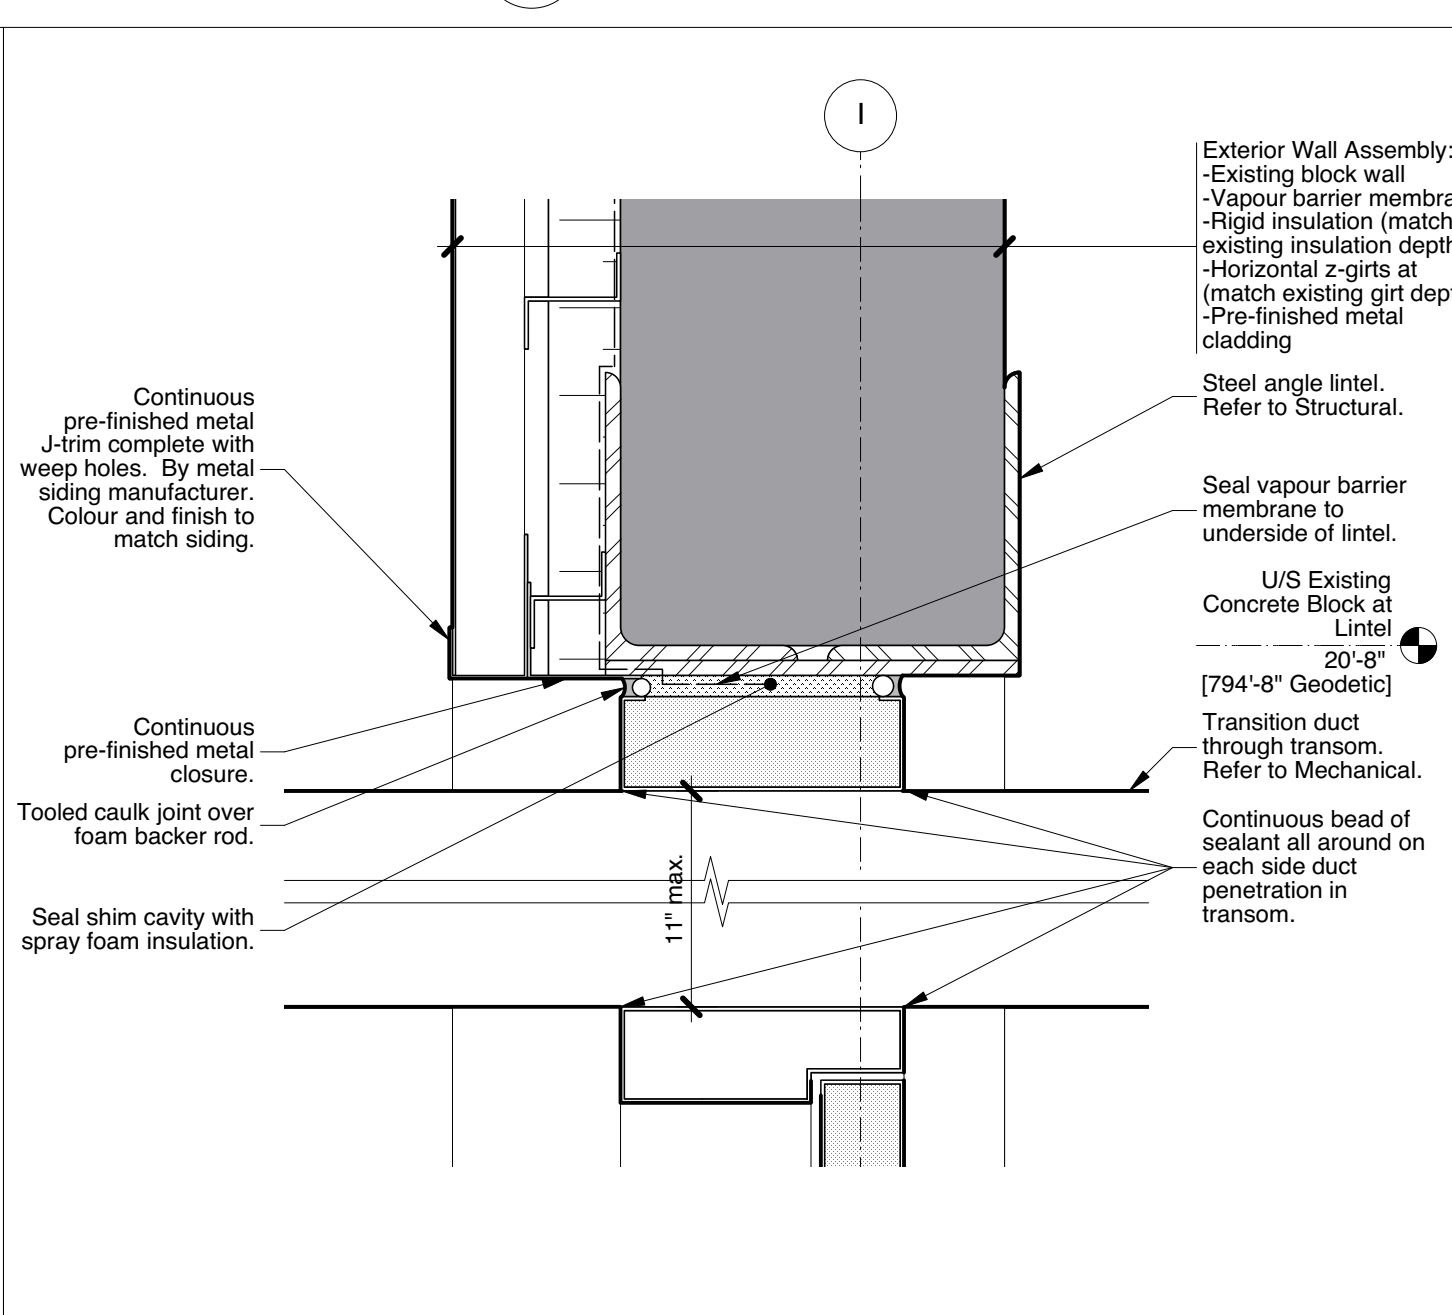 I
Exterior Wall Assembly:
-Existing block wall
-Vapour barrier
-Rigid insulation (match
existing insulation
-Horizontal z-girts at
(match existing girt
-Pre-finished metal
cladding
Steel angle lintel.
Refer to Structural.
Seal vapour barrier
membrane to
underside of lintel.
U/S Existing
Concrete Block at
Lintel
20'-8"
[794'-8" Geodetic]
Transition duct
through transom.
Refer to Mechanical.
Continuous bead of
sealant all around on
each side duct
penetration in
transom.
Continuous
pre-finished metal
J-trim complete with
weep holes.  By metal
siding manufacturer.
Colour and finish to
match siding.
Continuous
pre-finished metal
closure.
Tooled caulk joint over
foam backer rod.
Seal shim cavity with
spray foam insulation.
11" max.